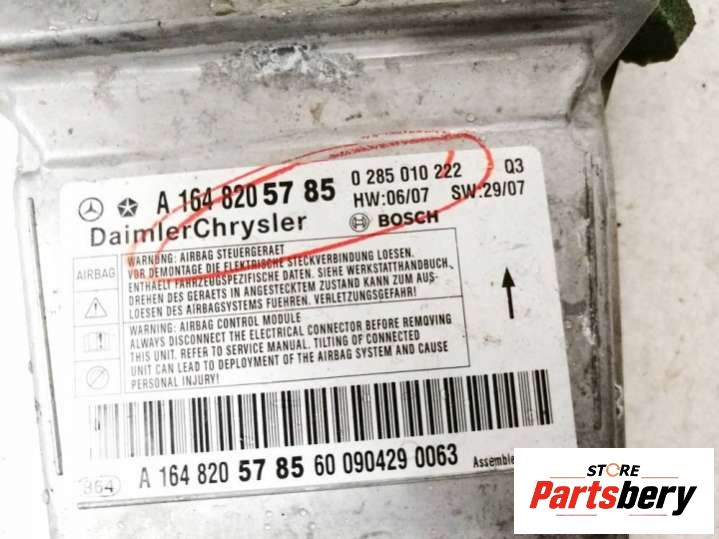 A 164 820 57 85 0 285 010 222 Q3
DaimlerChrysler HW:06/07 SW:29/07
BOSCH
AIRBAG
WARNUNG: AIRBAG STEUERGERAET
VOR DEMONTAGE DIE ELEKTRISCHE STECKVERBINDUNG LOESEN.
ENTHAELT FAHRZEUGSPEZIFISCHE DATEN. SIEHE WERKSTATTHANDBUCH,
DREHEN DES GERAETS IN ANGESTECKTEM ZUSTAND KANN ZUM AUS-
LOESEN DES AIRBAGSYSTEMS FUEHREN. VERLETZUNGSGEFAHR!
WARNING: AIRBAG CONTROL MODULE
ALWAYS DISCONNECT THE ELECTRICAL CONNECTOR BEFORE REMOVING
THIS UNIT. REFER TO SERVICE MANUAL. TILTING OF CONNECTED
UNIT CAN LEAD TO DEPLOYMENT OF THE AIRBAG SYSTEM AND CAUSE
PERSONAL INJURY!
364 A 164 820 57 85 60 090429 0063 Assemble
STORE
Partsbery